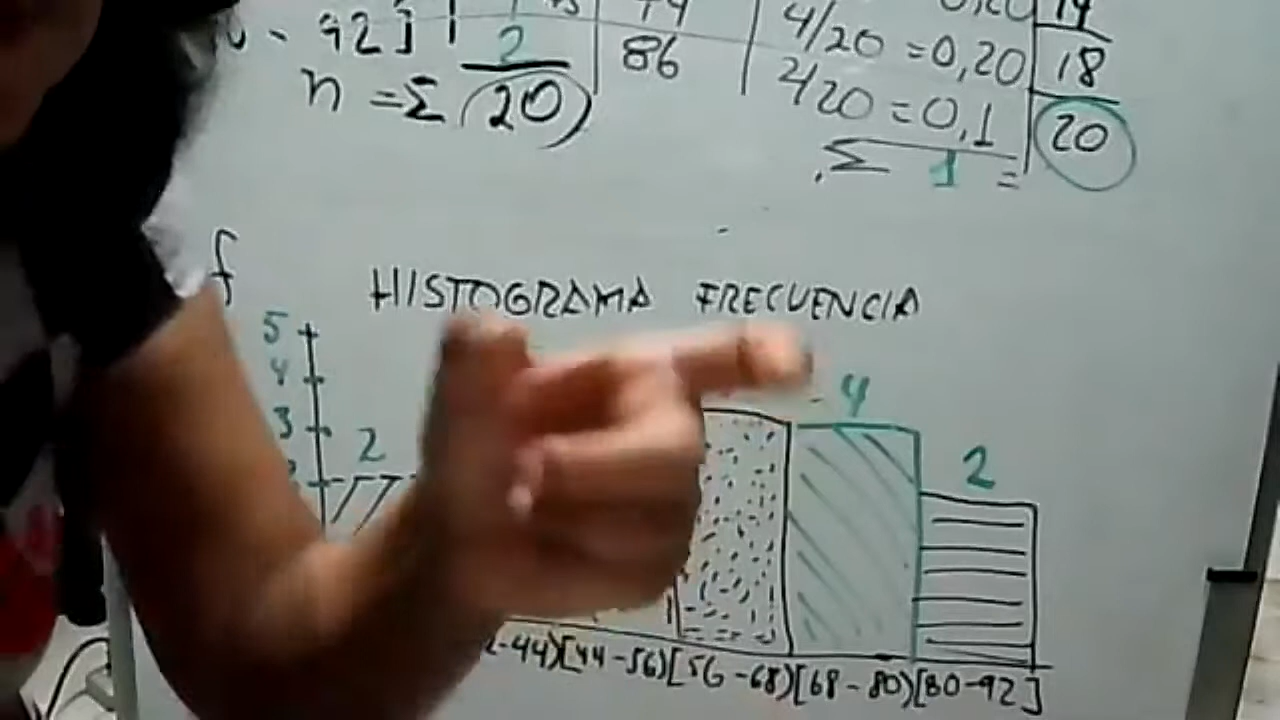 14
4/20 = 0,20 18
- 92] 2 86
2/20 = 0,1 20
n = Σ 20
Σ 1 =
f
HISTOGRAMA FRECUENCIA
5
4 4
3 2
2
-44)[44-56)[56-68)[68-80)[80-92]